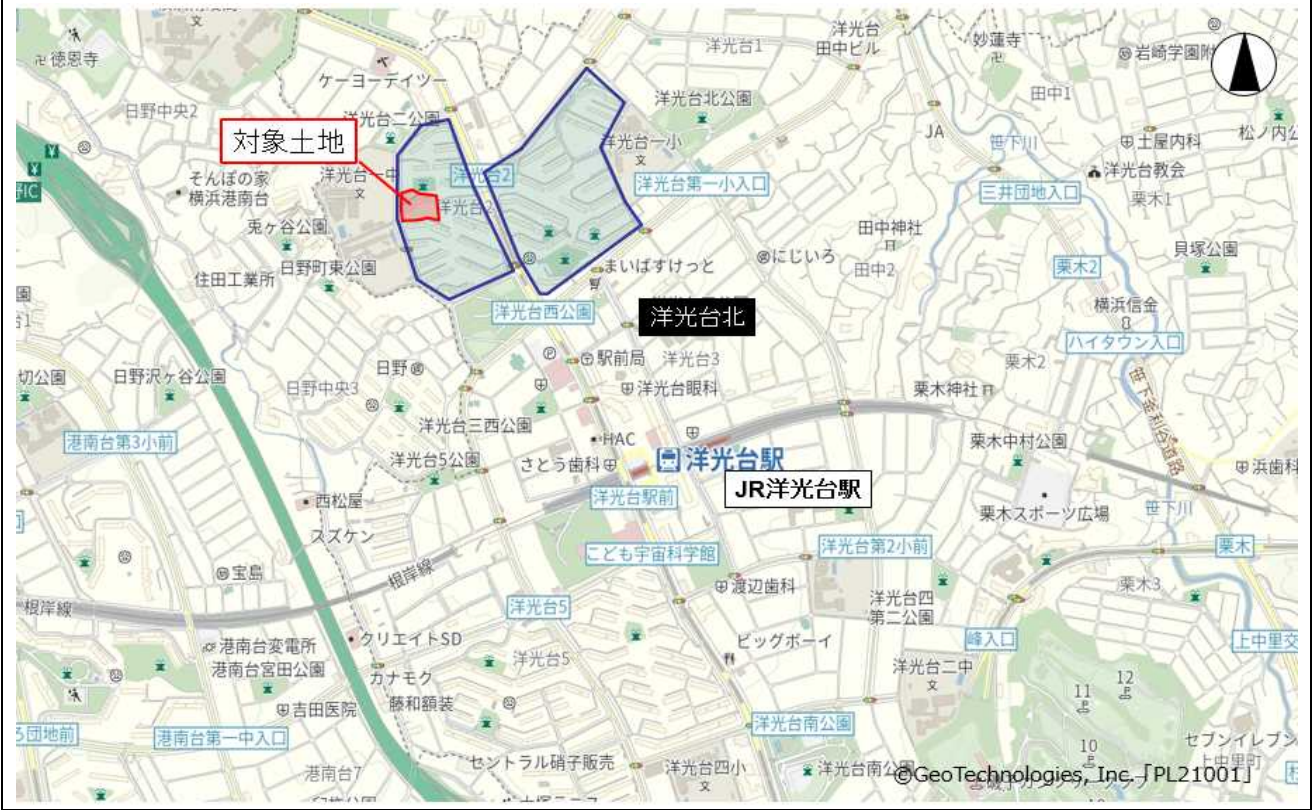 徳恩寺
ケーヨーデイツー
洋光台1
洋光台
田中ビル
妙蓮寺
岩崎学園附
日野中央2
洋光台二公園
洋光台北公園
田中1
JA
対象土地
洋光台一小
笹下川
土屋内科
松ノ内公
そんぽの家
横浜港南台
洋光台一中
洋光台2
洋光台第一小入口
三井団地入口
洋光台教会
栗木1
兎ヶ谷公園
田中神社
貝塚公園
住田工業所
日野町東公園
まいばすけっと
にじいろ
田中2
栗木2
洋光台西公園
洋光台北
横浜信金
ハイタウン入口
切公園
日野沢ヶ谷公園
日野
駅前局
洋光台3
栗木2
日野中央3
洋光台眼科
栗木神社
笹下釜利谷道路
港南台第3小前
洋光台三西公園
HAC
栗木中村公園
洋光台5公園
さとう歯科
洋光台駅
浜歯科
JR洋光台駅
西松屋
洋光台駅前
栗木スポーツ広場
笹下川
スズケン
こども宇宙科学館
洋光台第2小前
栗木
宝島
根岸線
渡辺歯科
栗木3
根岸線
洋光台5
洋光台四
第二公園
港南台変電所
クリエイトSD
ビッグボーイ
峰入口
上中里交
港南台宮田公園
洋光台5
洋光台二中
カナモク
12
吉田医院
藤和額装
11
団地前
港南台第一中入口
洋光台南公園
10
セブンイレブン
上中里町
港南台7
セントラル硝子販売
洋光台四小
洋光台南公
©GeoTechnologies, Inc.「PL21001」